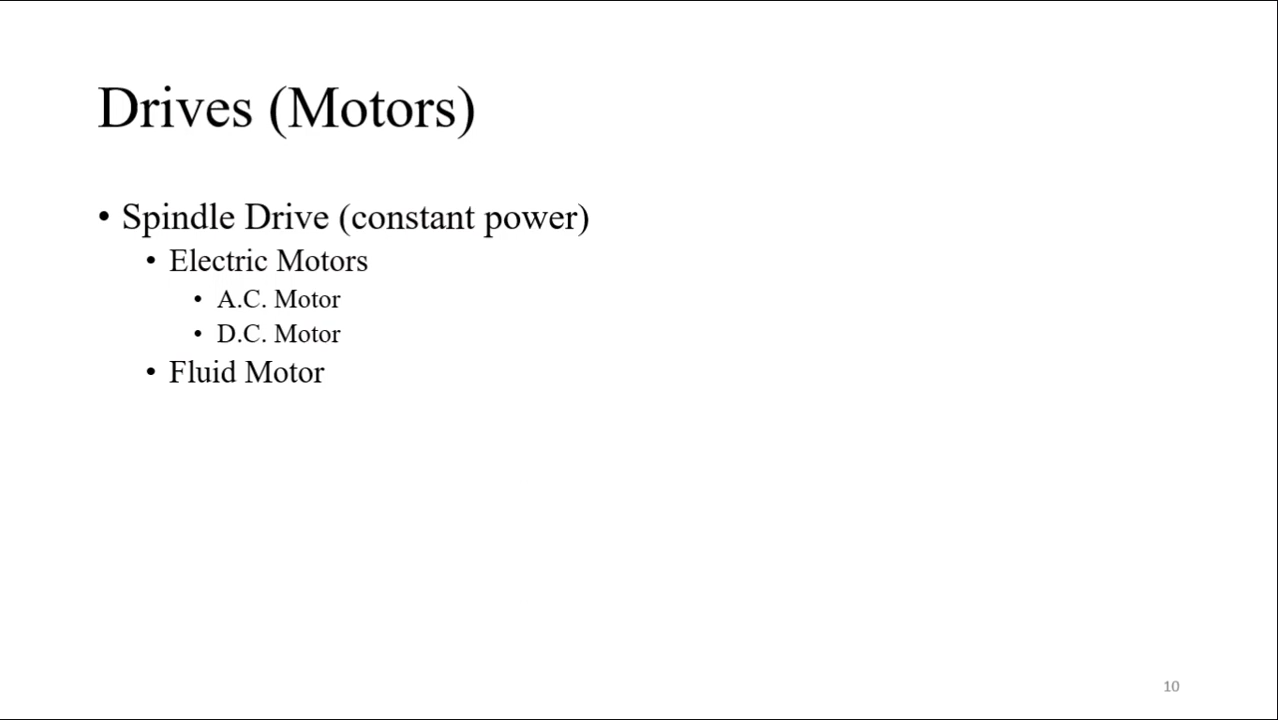 Drives (Motors)
• Spindle Drive (constant power)
• Electric Motors
• A.C. Motor
• D.C. Motor
• Fluid Motor
10